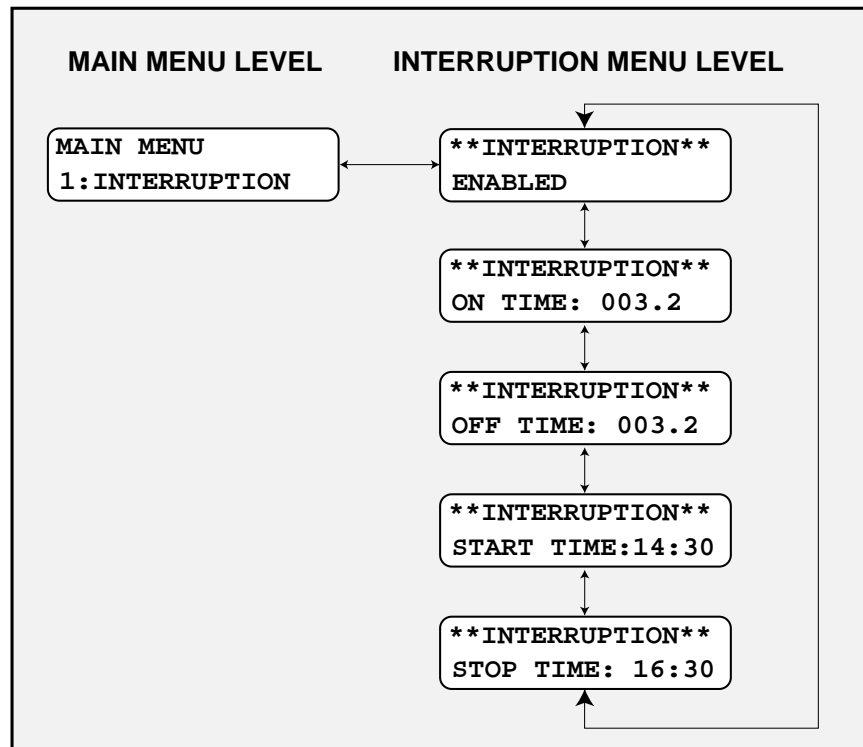 MAIN MENU LEVEL
INTERRUPTION MENU LEVEL
MAIN MENU
1:INTERRUPTION
**INTERRUPTION**
ENABLED
**INTERRUPTION**
ON TIME: 003.2
**INTERRUPTION**
OFF TIME: 003.2
**INTERRUPTION**
START TIME:14:30
**INTERRUPTION**
STOP TIME: 16:30